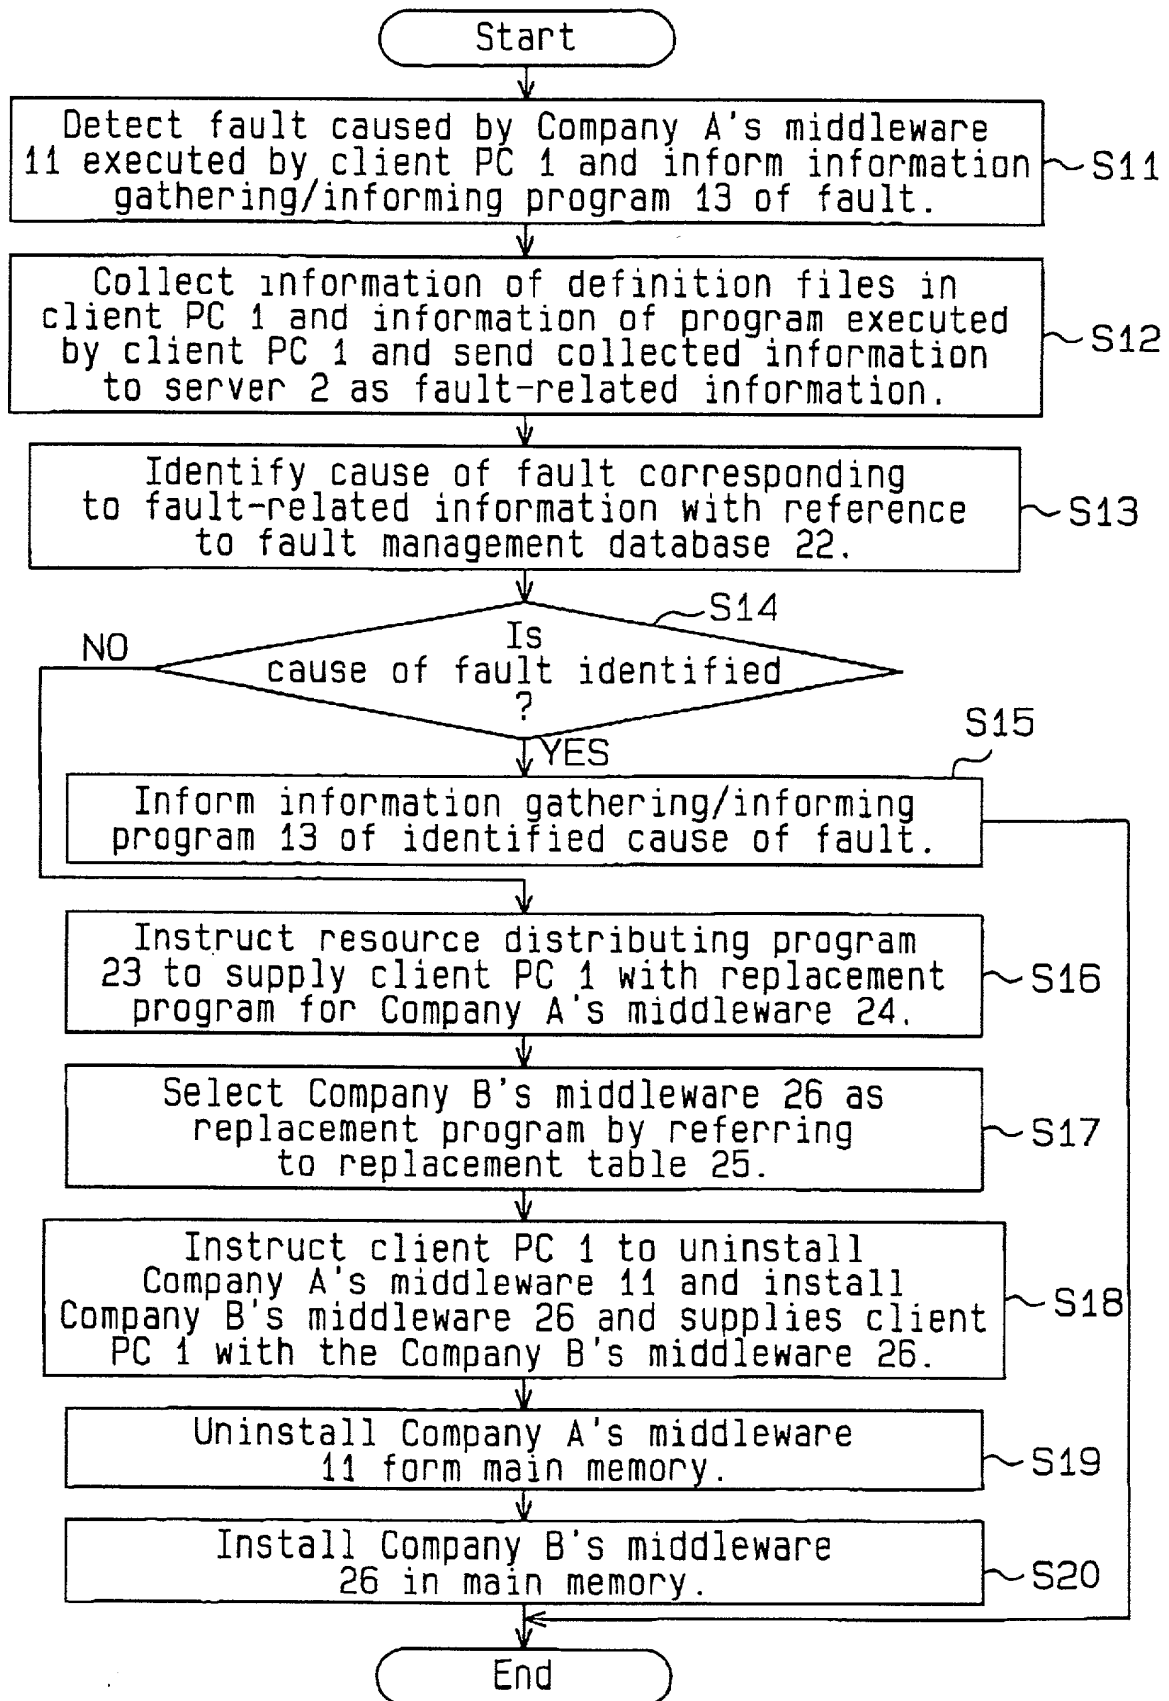 Start
Detect fault caused by Company A's middleware
11 executed by client PC 1 and inform information
gathering/informing program 13 of fault.
S11
Collect information of definition files in
client PC 1 and information of program executed
by client PC 1 and send collected information
to server 2 as fault-related information.
S12
Identify cause of fault corresponding
to fault-related information with reference
to fault management database 22.
S13
S14
Is
cause of fault identified
?
NO
YES
S15
Inform information gathering/informing
program 13 of identified cause of fault.
Instruct resource distributing program
23 to supply client PC 1 with replacement
program for Company A's middleware 24.
S16
Select Company B's middleware 26 as
replacement program by referring
to replacement table 25.
S17
Instruct client PC 1 to uninstall
Company A's middleware 11 and install
Company B's middleware 26 and supplies client
PC 1 with the Company B's middleware 26.
S18
Uninstall Company A's middleware
11 form main memory.
S19
Install Company B's middleware
26 in main memory.
S20
End